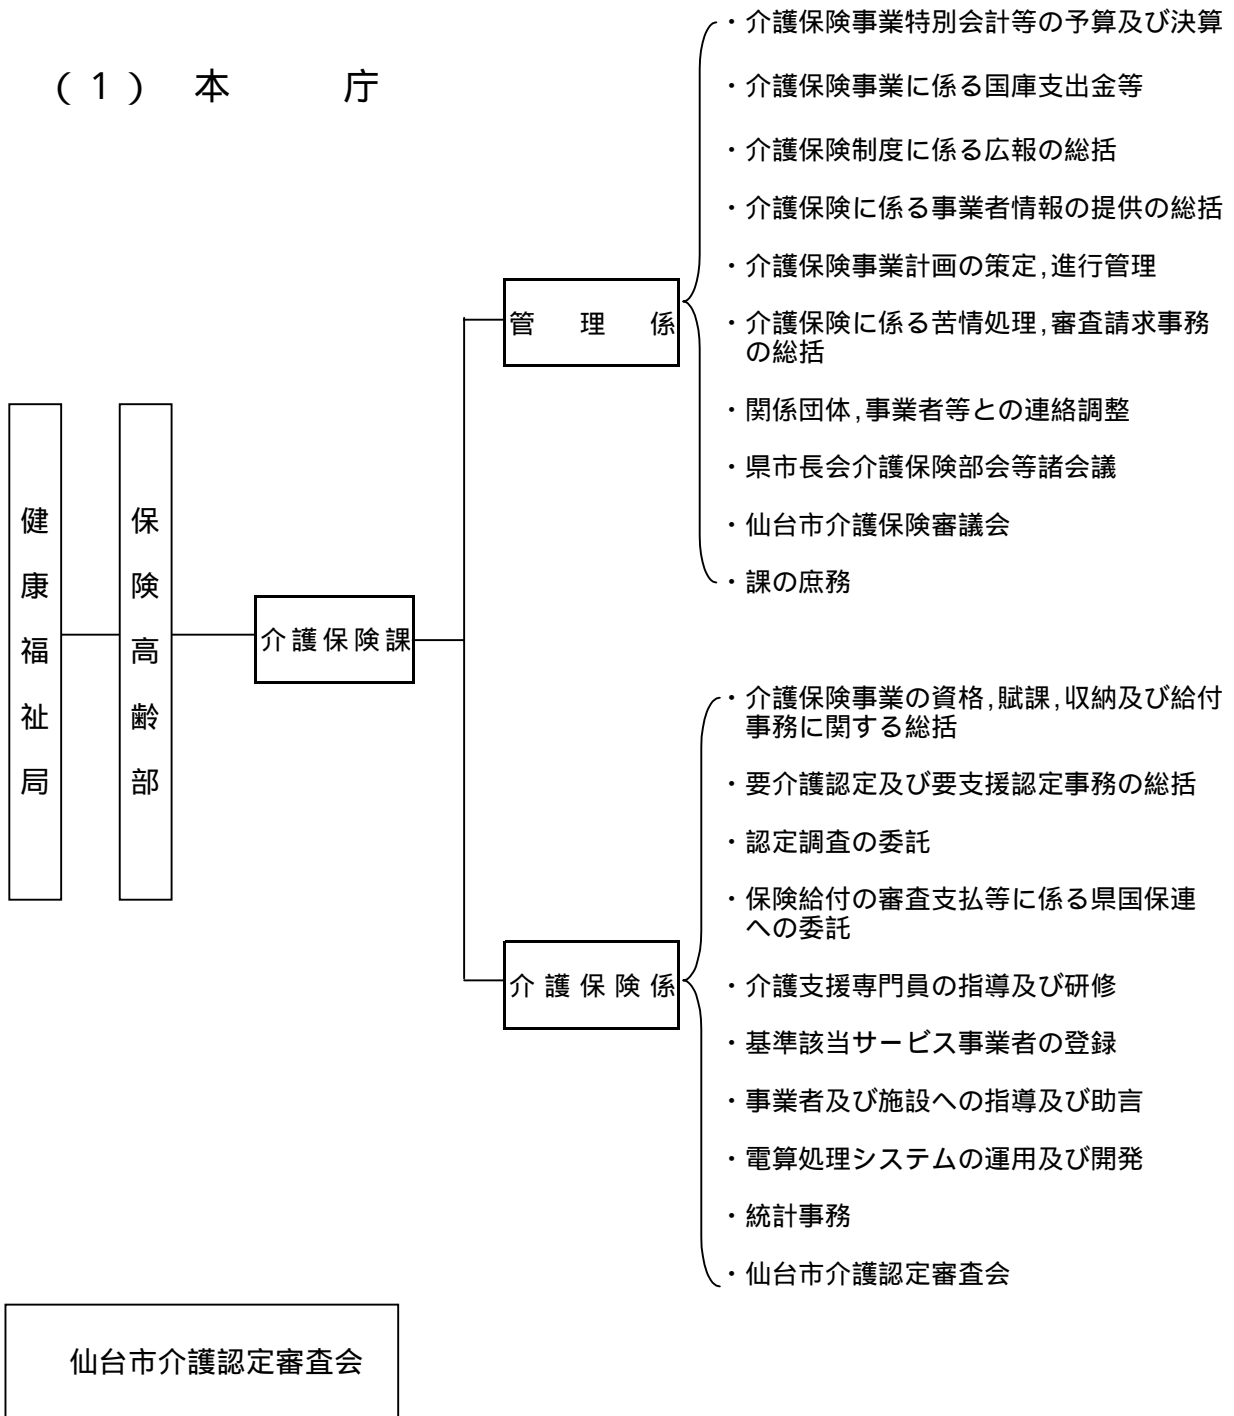 (1) 本 庁
健康福祉局
保険高齢部
介護保険課
管理係
・介護保険事業特別会計等の予算及び決算
・介護保険事業に係る国庫支出金等
・介護保険制度に係る広報の総括
・介護保険に係る事業者情報の提供の総括
・介護保険事業計画の策定,進行管理
・介護保険に係る苦情処理,審査請求事務
の総括
・関係団体,事業者等との連絡調整
・県市長会介護保険部会等諸会議
・仙台市介護保険審議会
・課の庶務
介護保険係
・介護保険事業の資格,賦課,収納及び給付
事務に関する総括
・要介護認定及び要支援認定事務の総括
・認定調査の委託
・保険給付の審査支払等に係る県国保連
への委託
・介護支援専門員の指導及び研修
・基準該当サービス事業者の登録
・事業者及び施設への指導及び助言
・電算処理システムの運用及び開発
・統計事務
・仙台市介護認定審査会
仙台市介護認定審査会